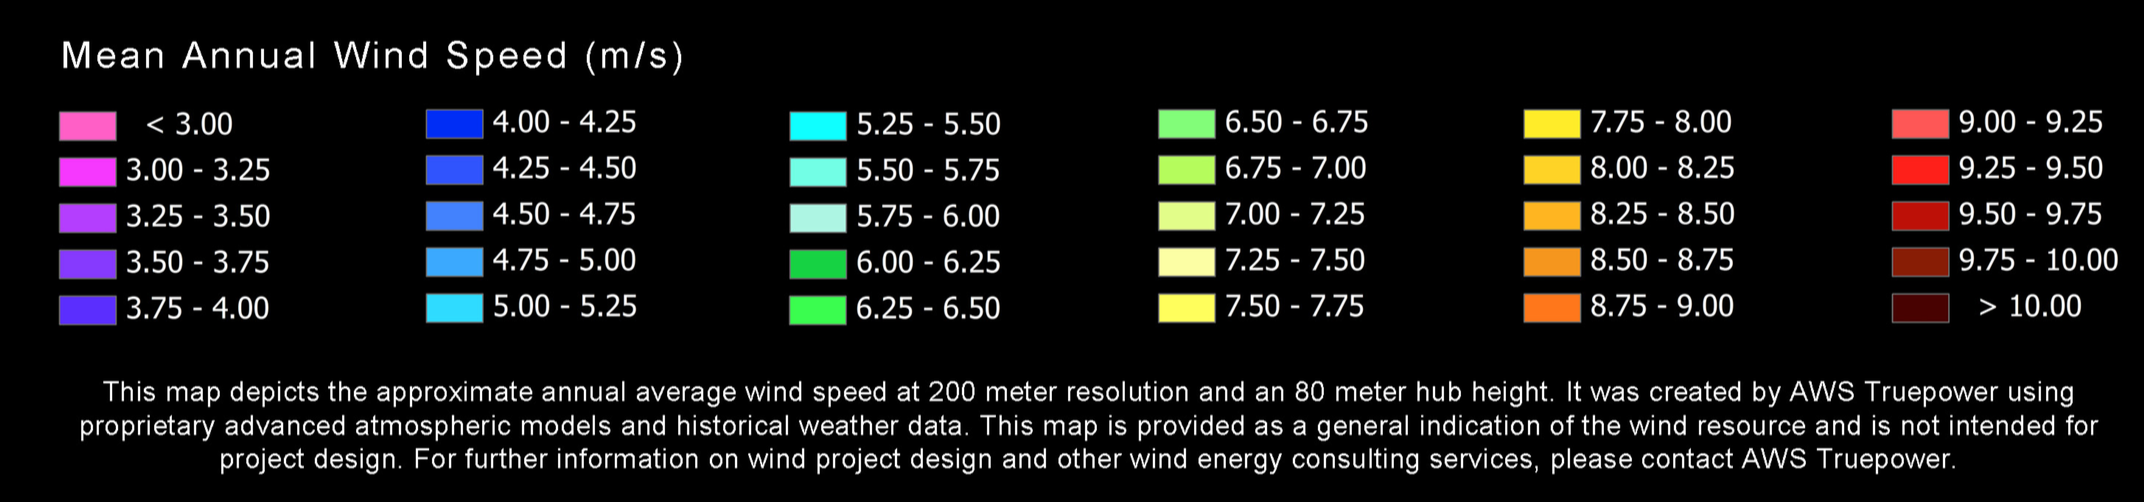 Mean Annual Wind Speed (m/s)
< 3.00
3.00 - 3.25
3.25 - 3.50
3.50 - 3.75
3.75 - 4.00
4.00 - 4.25
4.25 - 4.50
4.50 - 4.75
4.75 - 5.00
5.00 - 5.25
5.25 - 5.50
5.50 - 5.75
5.75 - 6.00
6.00 - 6.25
6.25 - 6.50
6.50 - 6.75
6.75 - 7.00
7.00 - 7.25
7.25 - 7.50
7.50 - 7.75
7.75 - 8.00
8.00 - 8.25
8.25 - 8.50
8.50 - 8.75
8.75 - 9.00
9.00 - 9.25
9.25 - 9.50
9.50 - 9.75
9.75 - 10.00
> 10.00
This map depicts the approximate annual average wind speed at 200 meter resolution and an 80 meter hub height. It was created by AWS Truepower using
proprietary advanced atmospheric models and historical weather data. This map is provided as a general indication of the wind resource and is not intended for
project design. For further information on wind project design and other wind energy consulting services, please contact AWS Truepower.